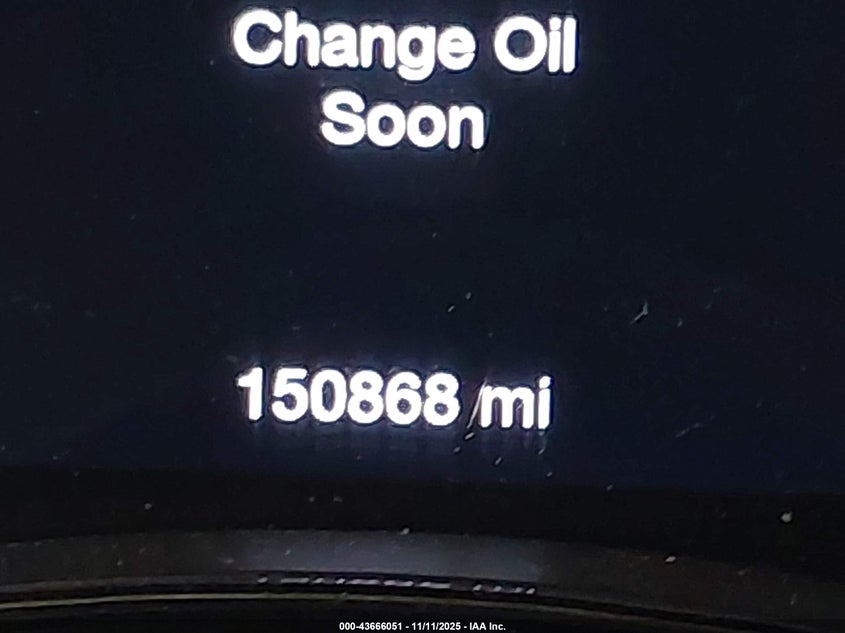 Change Oil
Soon
150868 mi
000-43666051 - 11/11/2025 - IAA Inc.